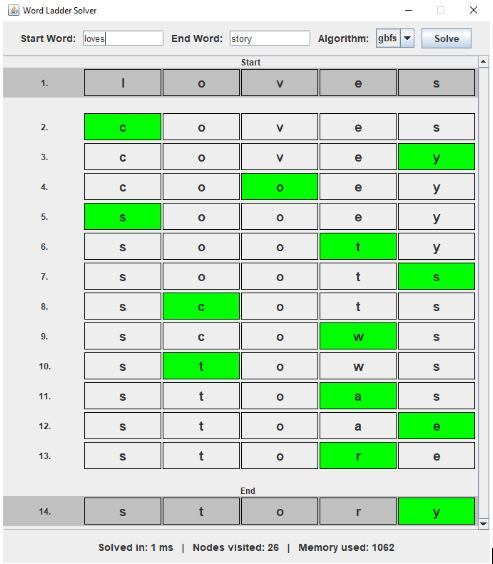 Word Ladder Solver
Start Word: loves End Word: story Algorithm: gbfs Solve
Start
1. l o v e s
2. c o v e s
3. c o v e y
4. c o o e y
5. s o o e y
6. s o o t y
7. s o o t s
8. s c o t s
9. s c o w s
10. s t o w s
11. s t o a s
12. s t o a e
13. s t o r e
End
14. s t o r y
Solved in: 1 ms | Nodes visited: 26 | Memory used: 1062